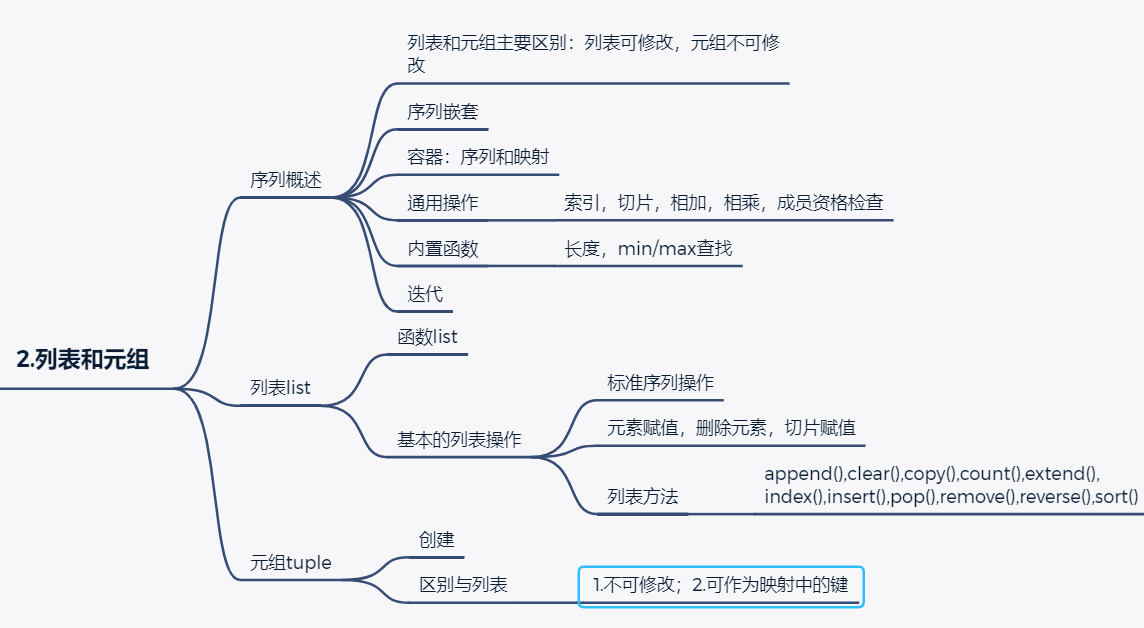 列表和元组主要区别：列表可修改，元组不可修
改
序列嵌套
容器：序列和映射
序列概述
通用操作
索引，切片，相加，相乘，成员资格检查
内置函数
长度，min/max查找
迭代
2.列表和元组
函数list
列表list
标准序列操作
基本的列表操作
元素赋值，删除元素，切片赋值
列表方法
append(),clear(),copy(),count(),extend(),
index(),insert(),pop(),remove(),reverse(),sort()
创建
元组tuple
区别与列表
1.不可修改；2.可作为映射中的键